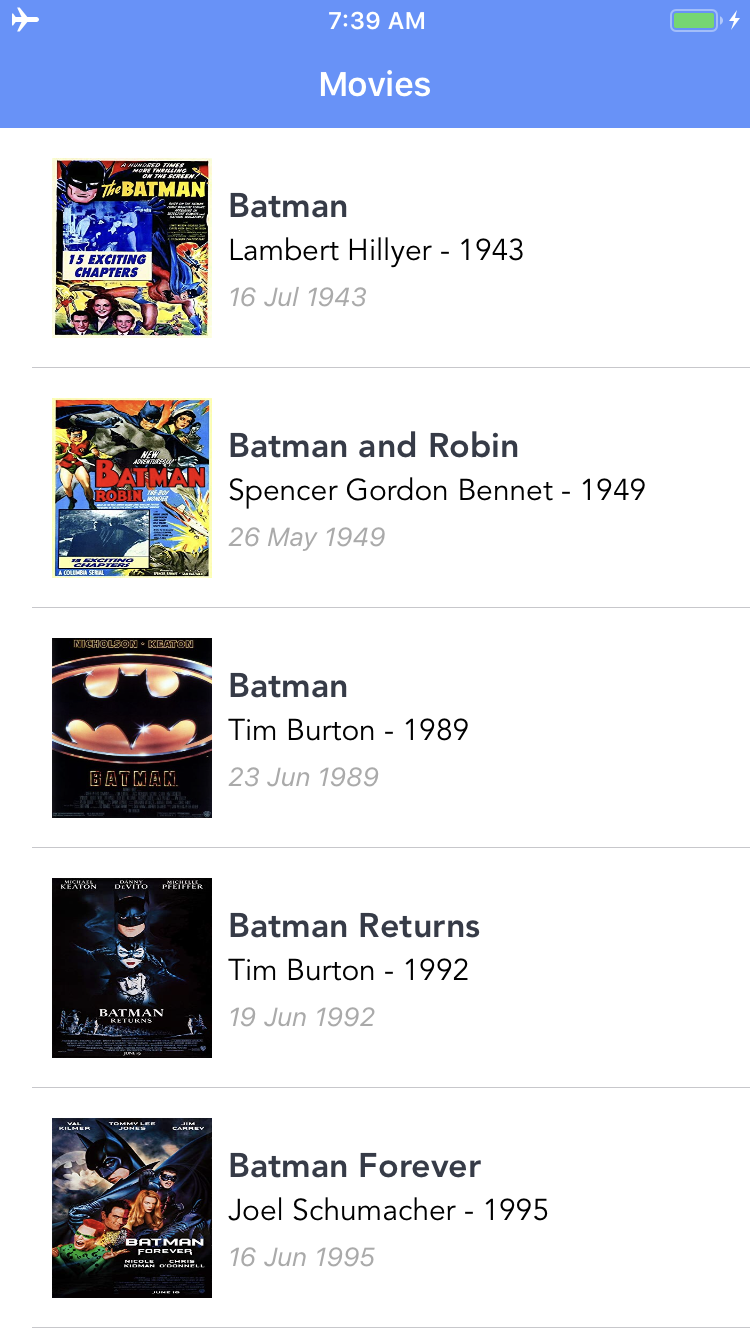 7:39 AM
Movies
A HUNDRED TIMES
MORE THRILLING
ON THE SCREEN!
The BATMAN
15 EXCITING
CHAPTERS
Batman
Lambert Hillyer - 1943
16 Jul 1943
NEW
ADVENTURES
BATMAN
ROBIN
15 EXCITING
CHAPTERS
A COLUMBIA SERIAL
Batman and Robin
Spencer Gordon Bennet - 1949
26 May 1949
NICHOLSON • KEATON
BATMAN
Batman
Tim Burton - 1989
23 Jun 1989
MICHAEL KEATON DANNY DEVITO MICHELLE PFEIFFER
BATMAN
RETURNS
JUNE 19
Batman Returns
Tim Burton - 1992
19 Jun 1992
VAL KILMER TOMMY LEE JONES JIM CARREY
BATMAN
FOREVER
NICOLE KIDMAN CHRIS O'DONNELL
JUNE 16
Batman Forever
Joel Schumacher - 1995
16 Jun 1995